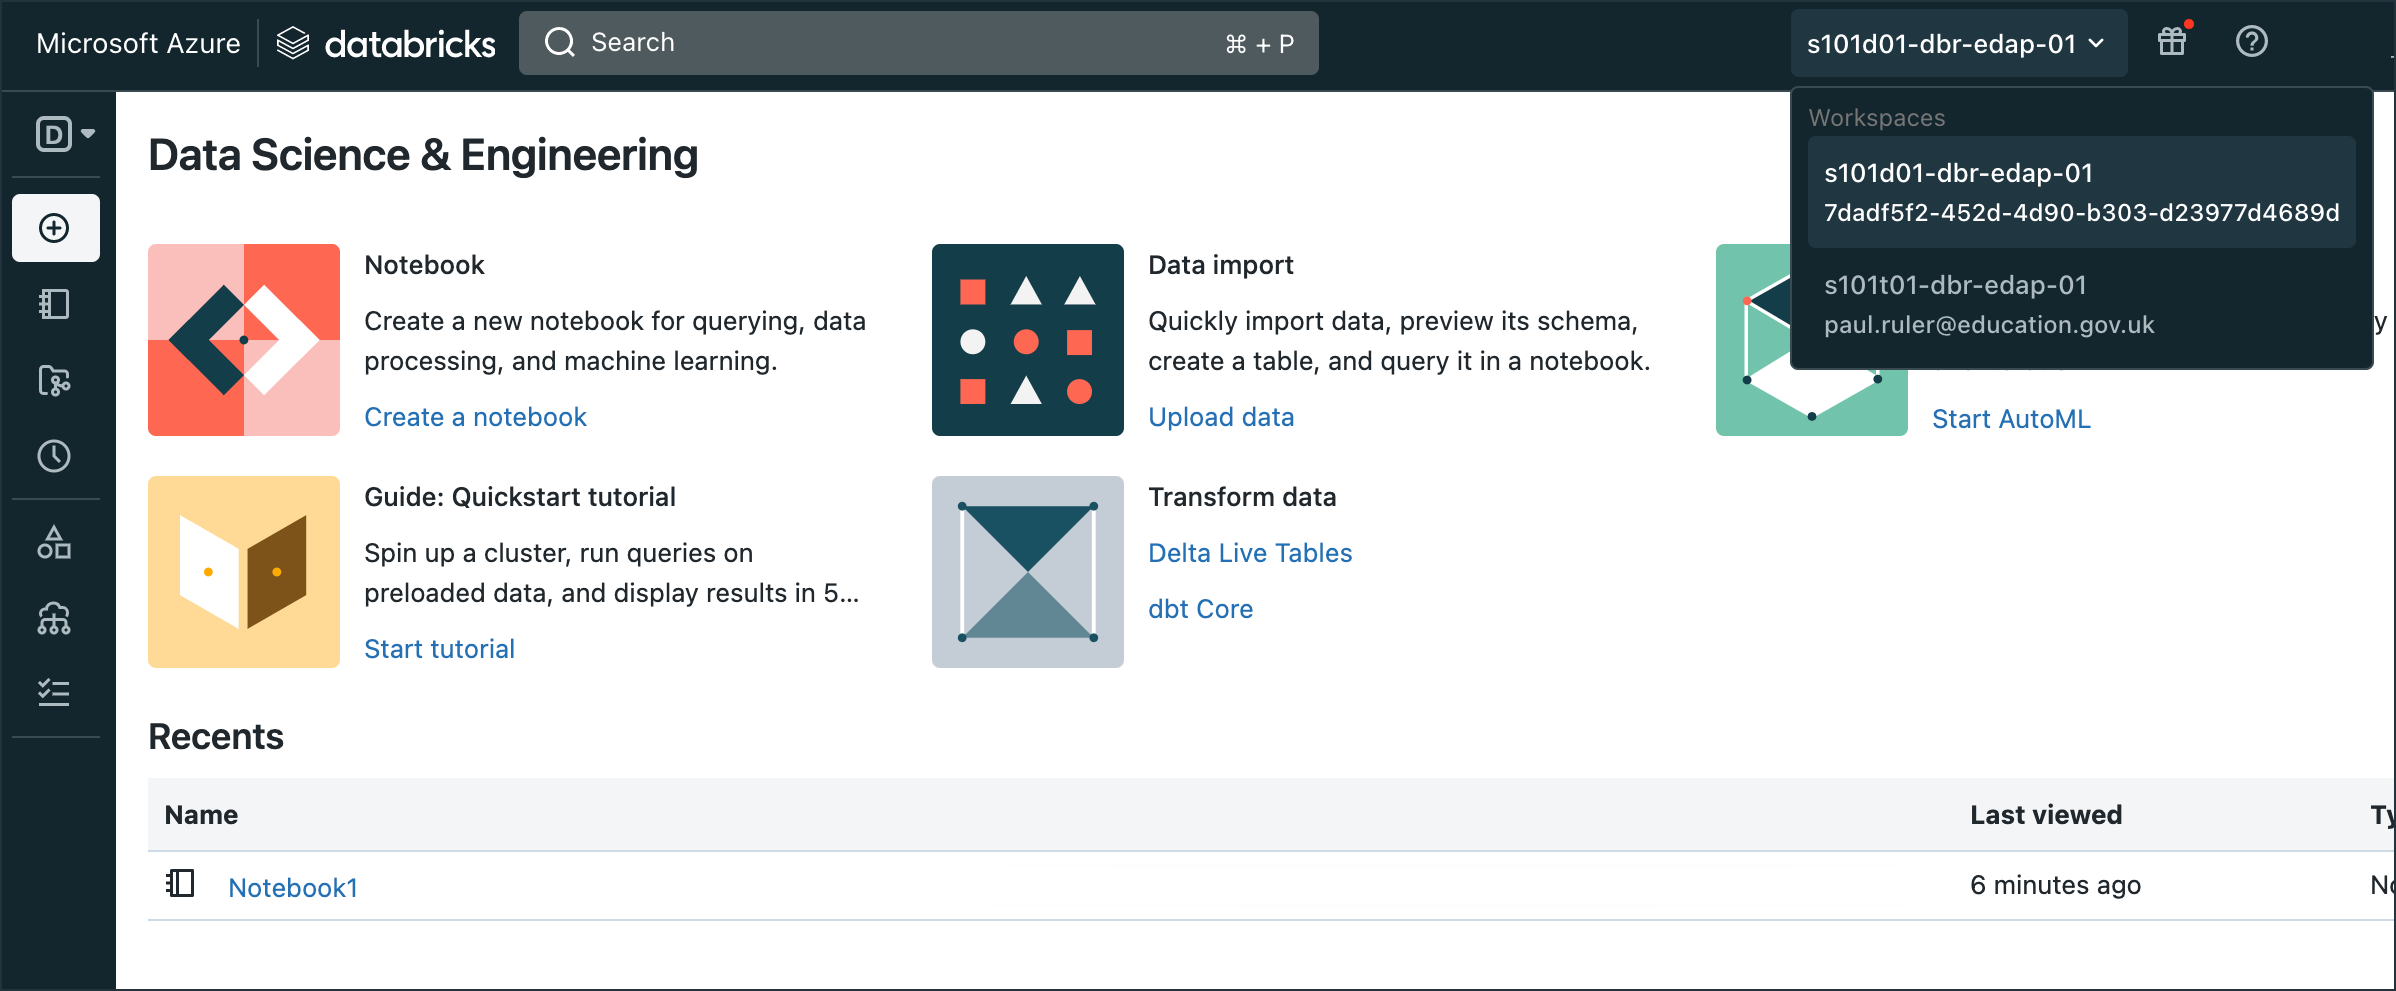 Microsoft Azure
databricks
Search
⌘ + P
s101d01-dbr-edap-01
Workspaces
s101d01-dbr-edap-01
7dadf5f2-452d-4d90-b303-d23977d4689d
s101t01-dbr-edap-01
paul.ruler@education.gov.uk
D
Data Science & Engineering
Notebook
Create a new notebook for querying, data
processing, and machine learning.
Create a notebook
Data import
Quickly import data, preview its schema,
create a table, and query it in a notebook.
Upload data
y
Start AutoML
Guide: Quickstart tutorial
Spin up a cluster, run queries on
preloaded data, and display results in 5...
Start tutorial
Transform data
Delta Live Tables
dbt Core
Recents
Name
Last viewed
Ty
Notebook1
6 minutes ago
No